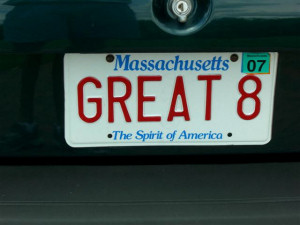 Massachusetts
07
GREAT 8
The Spirit of America